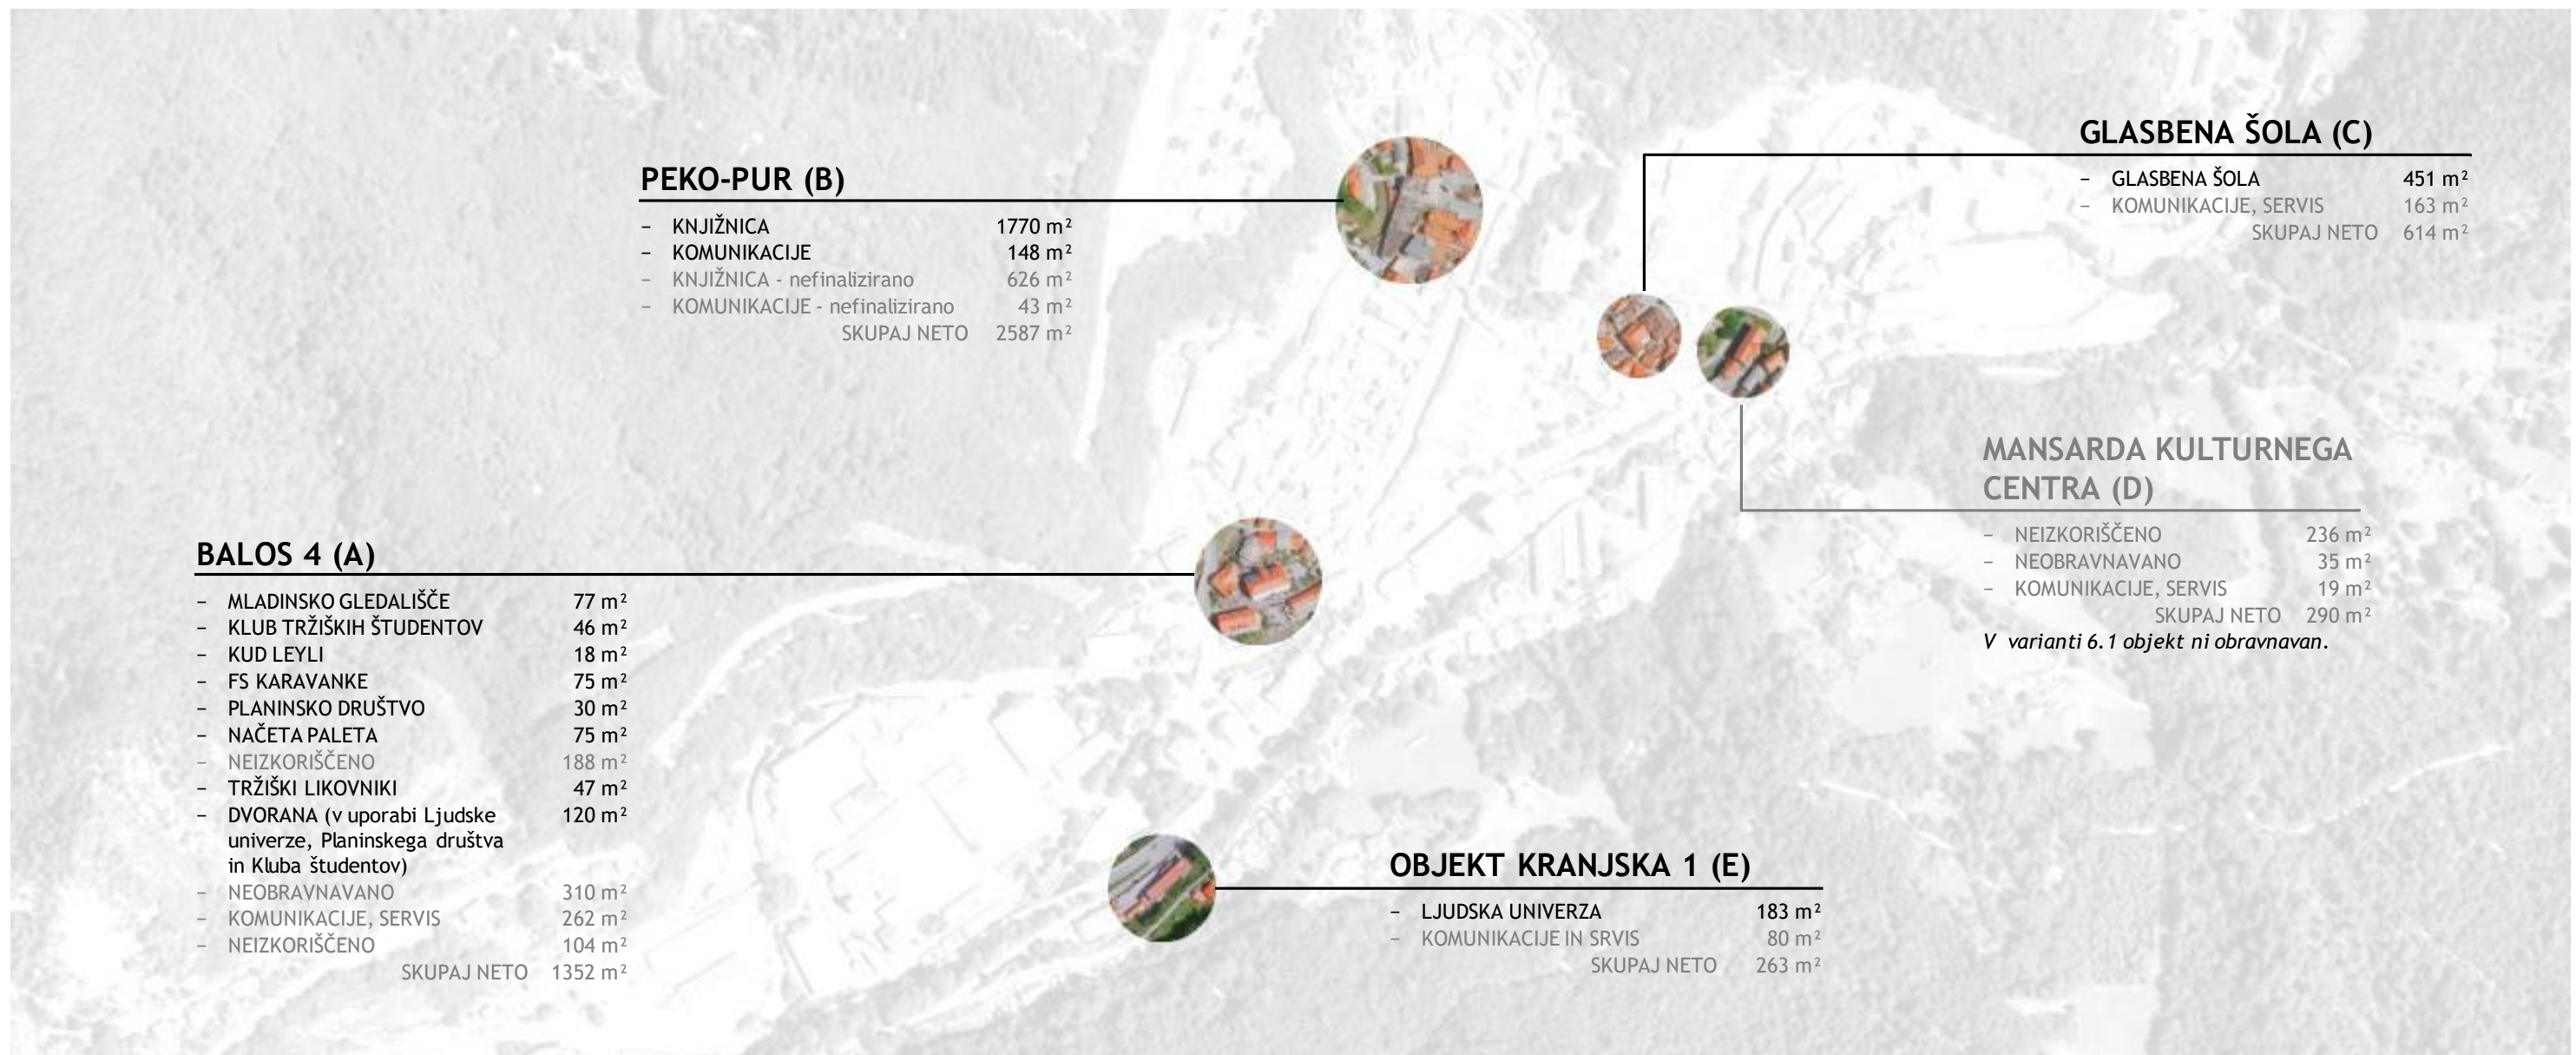 PEKO-PUR (B)
– KNJIŽNICA 1770 m²
– KOMUNIKACIJE 148 m²
– KNJIŽNICA - nefinalizirano 626 m²
– KOMUNIKACIJE - nefinalizirano 43 m²
SKUPAJ NETO 2587 m²
GLASBENA ŠOLA (C)
– GLASBENA ŠOLA 451 m²
– KOMUNIKACIJE, SERVIS 163 m²
SKUPAJ NETO 614 m²
MANSARDA KULTURNEGA
CENTRA (D)
– NEIZKORIŠČENO 236 m²
– NEOBRAVNAVANO 35 m²
– KOMUNIKACIJE, SERVIS 19 m²
SKUPAJ NETO 290 m²
V varianti 6.1 objekt ni obravnavan.
BALOS 4 (A)
– MLADINSKO GLEDALIŠČE 77 m²
– KLUB TRŽIŠKIH ŠTUDENTOV 46 m²
– KUD LEYLI 18 m²
– FS KARAVANKE 75 m²
– PLANINSKO DRUŠTVO 30 m²
– NAČETA PALETA 75 m²
– NEIZKORIŠČENO 188 m²
– TRŽIŠKI LIKOVNIKI 47 m²
– DVORANA (v uporabi Ljudske 120 m²
univerze, Planinskega društva
in Kluba študentov)
– NEOBRAVNAVANO 310 m²
– KOMUNIKACIJE, SERVIS 262 m²
– NEIZKORIŠČENO 104 m²
SKUPAJ NETO 1352 m²
OBJEKT KRANJSKA 1 (E)
– LJUDSKA UNIVERZA 183 m²
– KOMUNIKACIJE IN SRVIS 80 m²
SKUPAJ NETO 263 m²